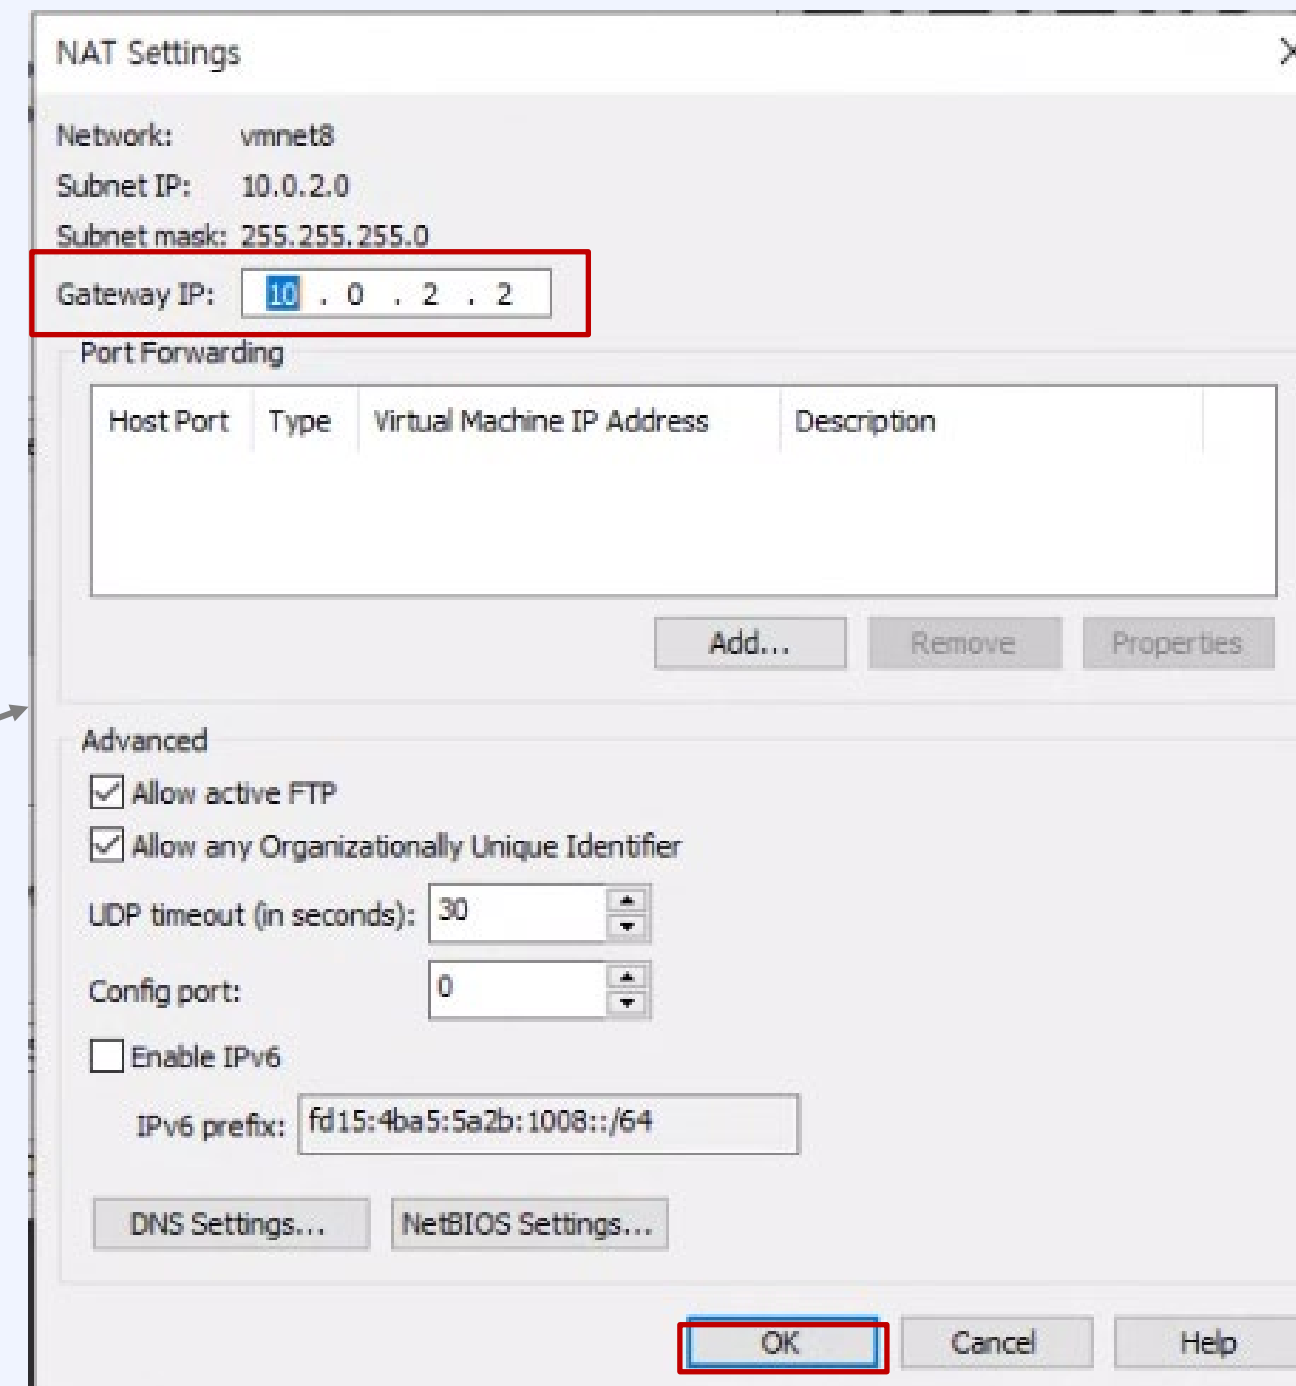 NAT Settings
Network: vmnet8
Subnet IP: 10.0.2.0
Subnet mask: 255.255.255.0
Gateway IP: 10 . 0 . 2 . 2
Port Forwarding
Host Port Type Virtual Machine IP Address Description
Add... Remove Properties
Advanced
Allow active FTP
Allow any Organizationally Unique Identifier
UDP timeout (in seconds): 30
Config port: 0
Enable IPv6
IPv6 prefix: fd15:4ba5:5a2b:1008::/64
DNS Settings... NetBIOS Settings...
OK Cancel Help